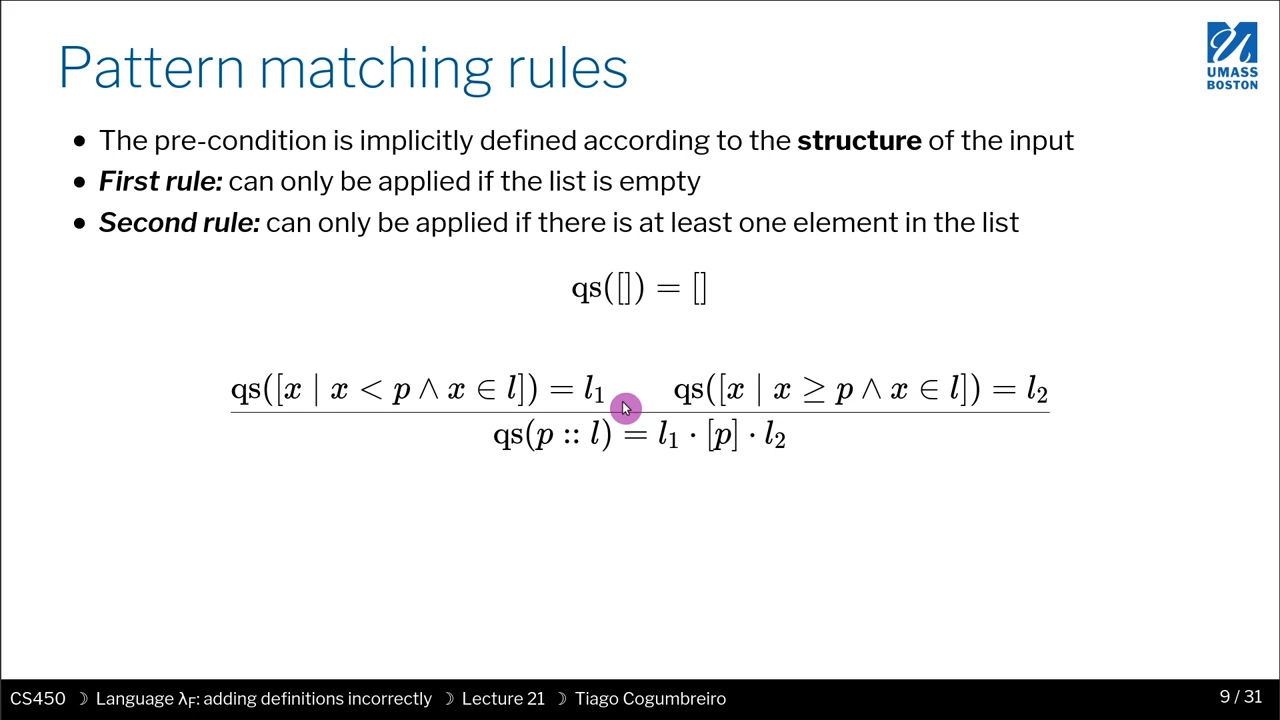 Pattern matching rules
UMASS
BOSTON
• The pre-condition is implicitly defined according to the structure of the input
• First rule: can only be applied if the list is empty
• Second rule: can only be applied if there is at least one element in the list
qs([]) = []
qs([x | x < p ∧ x ∈ l]) = l₁ qs([x | x ≥ p ∧ x ∈ l]) = l₂
qs(p :: l) = l₁ · [p] · l₂
CS450 ☽ Language λF: adding definitions incorrectly ☽ Lecture 21 ☽ Tiago Cogumbreiro
9 / 31